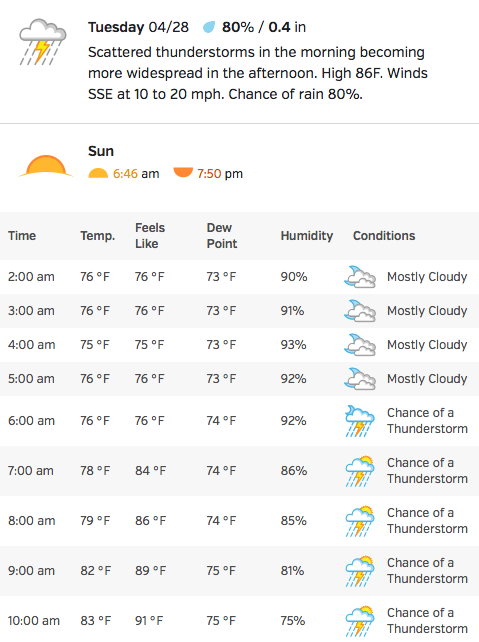 Tuesday 04/28 80% / 0.4 in
Scattered thunderstorms in the morning becoming
more widespread in the afternoon. High 86F. Winds
SSE at 10 to 20 mph. Chance of rain 80%.
Sun
6:46 am 7:50 pm
Time Temp. Feels Like Dew Point Humidity Conditions
2:00 am 76 °F 76 °F 73 °F 90% Mostly Cloudy
3:00 am 76 °F 76 °F 73 °F 91% Mostly Cloudy
4:00 am 75 °F 75 °F 73 °F 93% Mostly Cloudy
5:00 am 76 °F 76 °F 73 °F 92% Mostly Cloudy
6:00 am 76 °F 76 °F 74 °F 92% Chance of a Thunderstorm
7:00 am 78 °F 84 °F 74 °F 86% Chance of a Thunderstorm
8:00 am 79 °F 86 °F 74 °F 85% Chance of a Thunderstorm
9:00 am 82 °F 89 °F 75 °F 81% Chance of a Thunderstorm
10:00 am 83 °F 91 °F 75 °F 75% Chance of a Thunderstorm